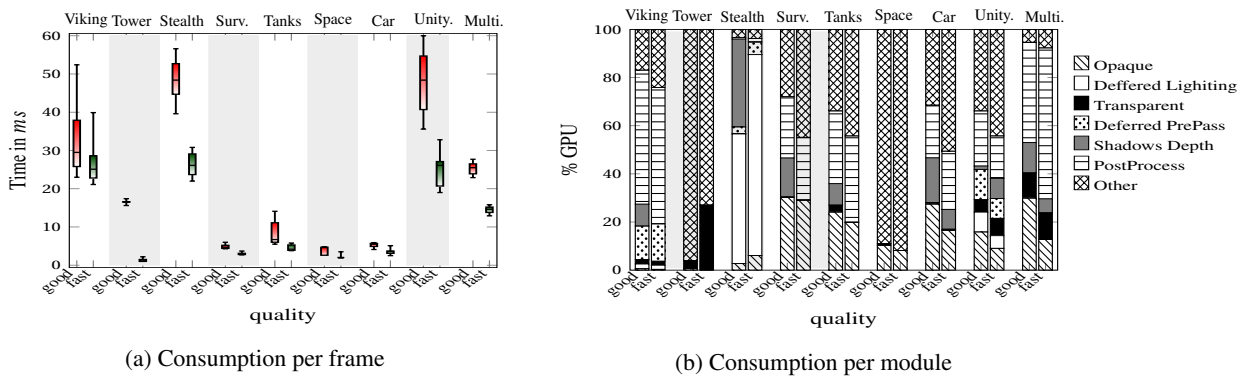 Viking Tower Stealth Surv. Tanks Space Car Unity. Multi.
60
50
40
30
20
10
0
Time in ms
good fast good fast good fast good fast good fast good fast good fast good fast good fast
quality
(a) Consumption per frame
Viking Tower Stealth Surv. Tanks Space Car Unity. Multi.
100
80
60
40
20
0
% GPU
good fast good fast good fast good fast good fast good fast good fast good fast good fast
quality
Opaque
Deffered Lighiting
Transparent
Deferred PrePass
Shadows Depth
PostProcess
Other
(b) Consumption per module